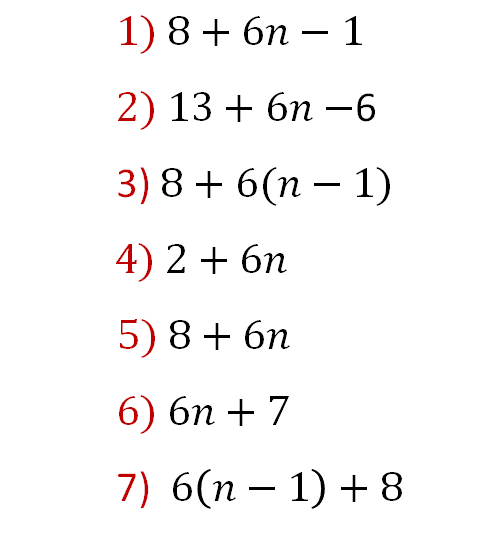 1) 8 + 6n − 1
2) 13 + 6n −6
3) 8 + 6(n − 1)
4) 2 + 6n
5) 8 + 6n
6) 6n + 7
7) 6(n − 1) + 8